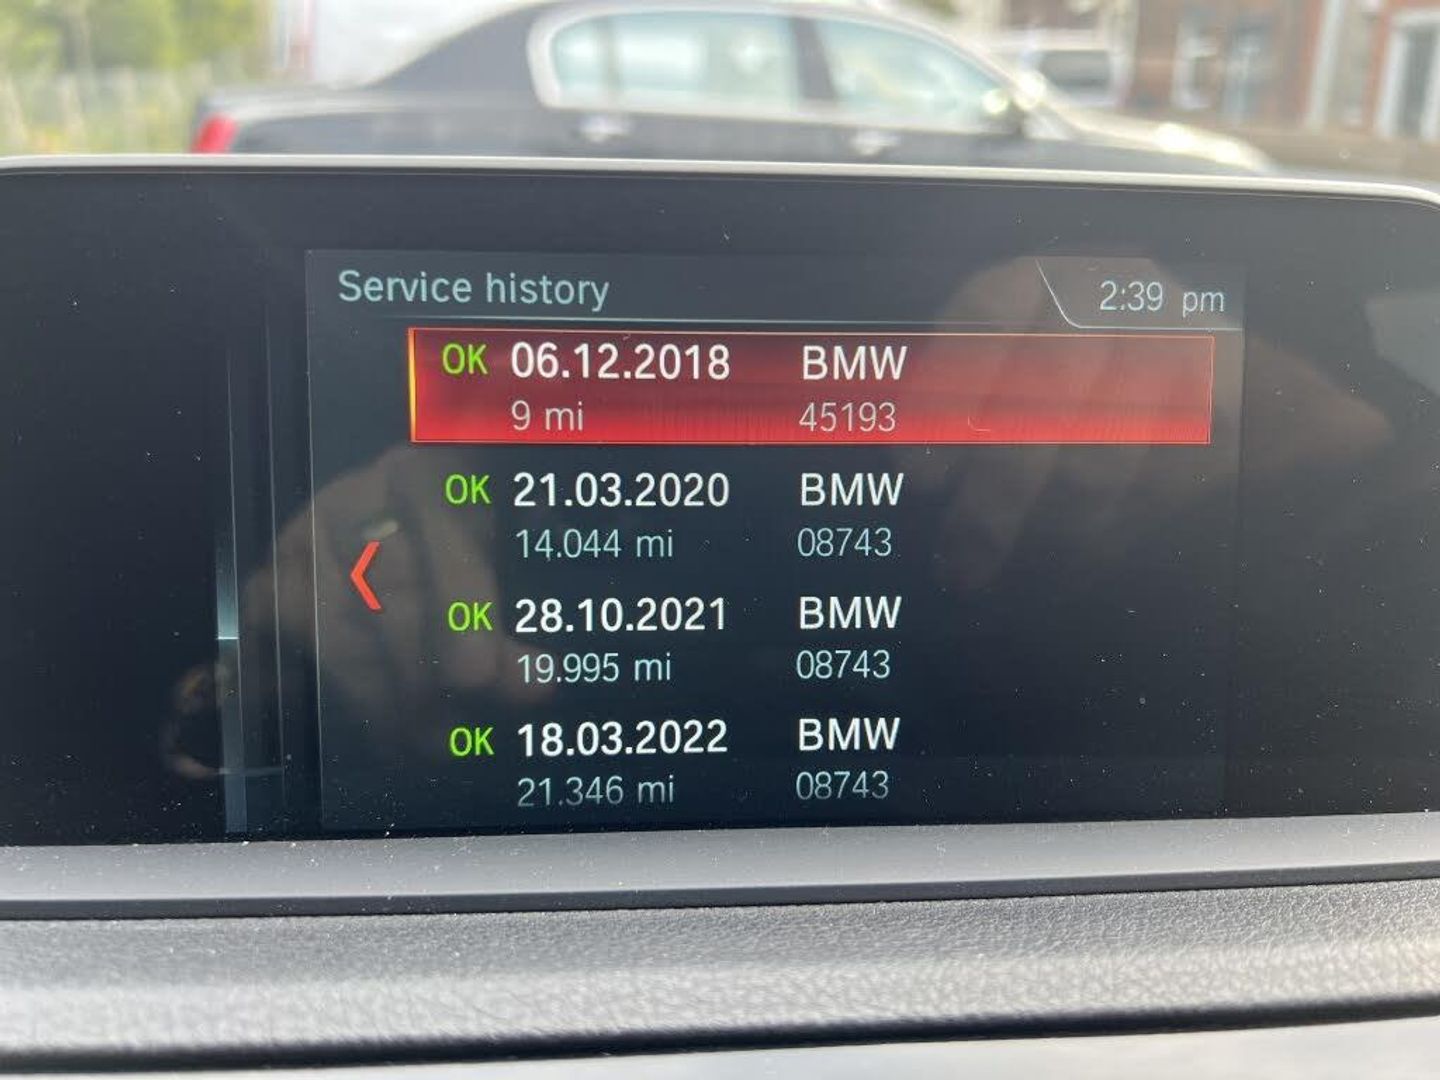 Service history 2:39 pm
OK 06.12.2018 BMW
9 mi 45193
OK 21.03.2020 BMW
14.044 mi 08743
OK 28.10.2021 BMW
19.995 mi 08743
OK 18.03.2022 BMW
21.346 mi 08743